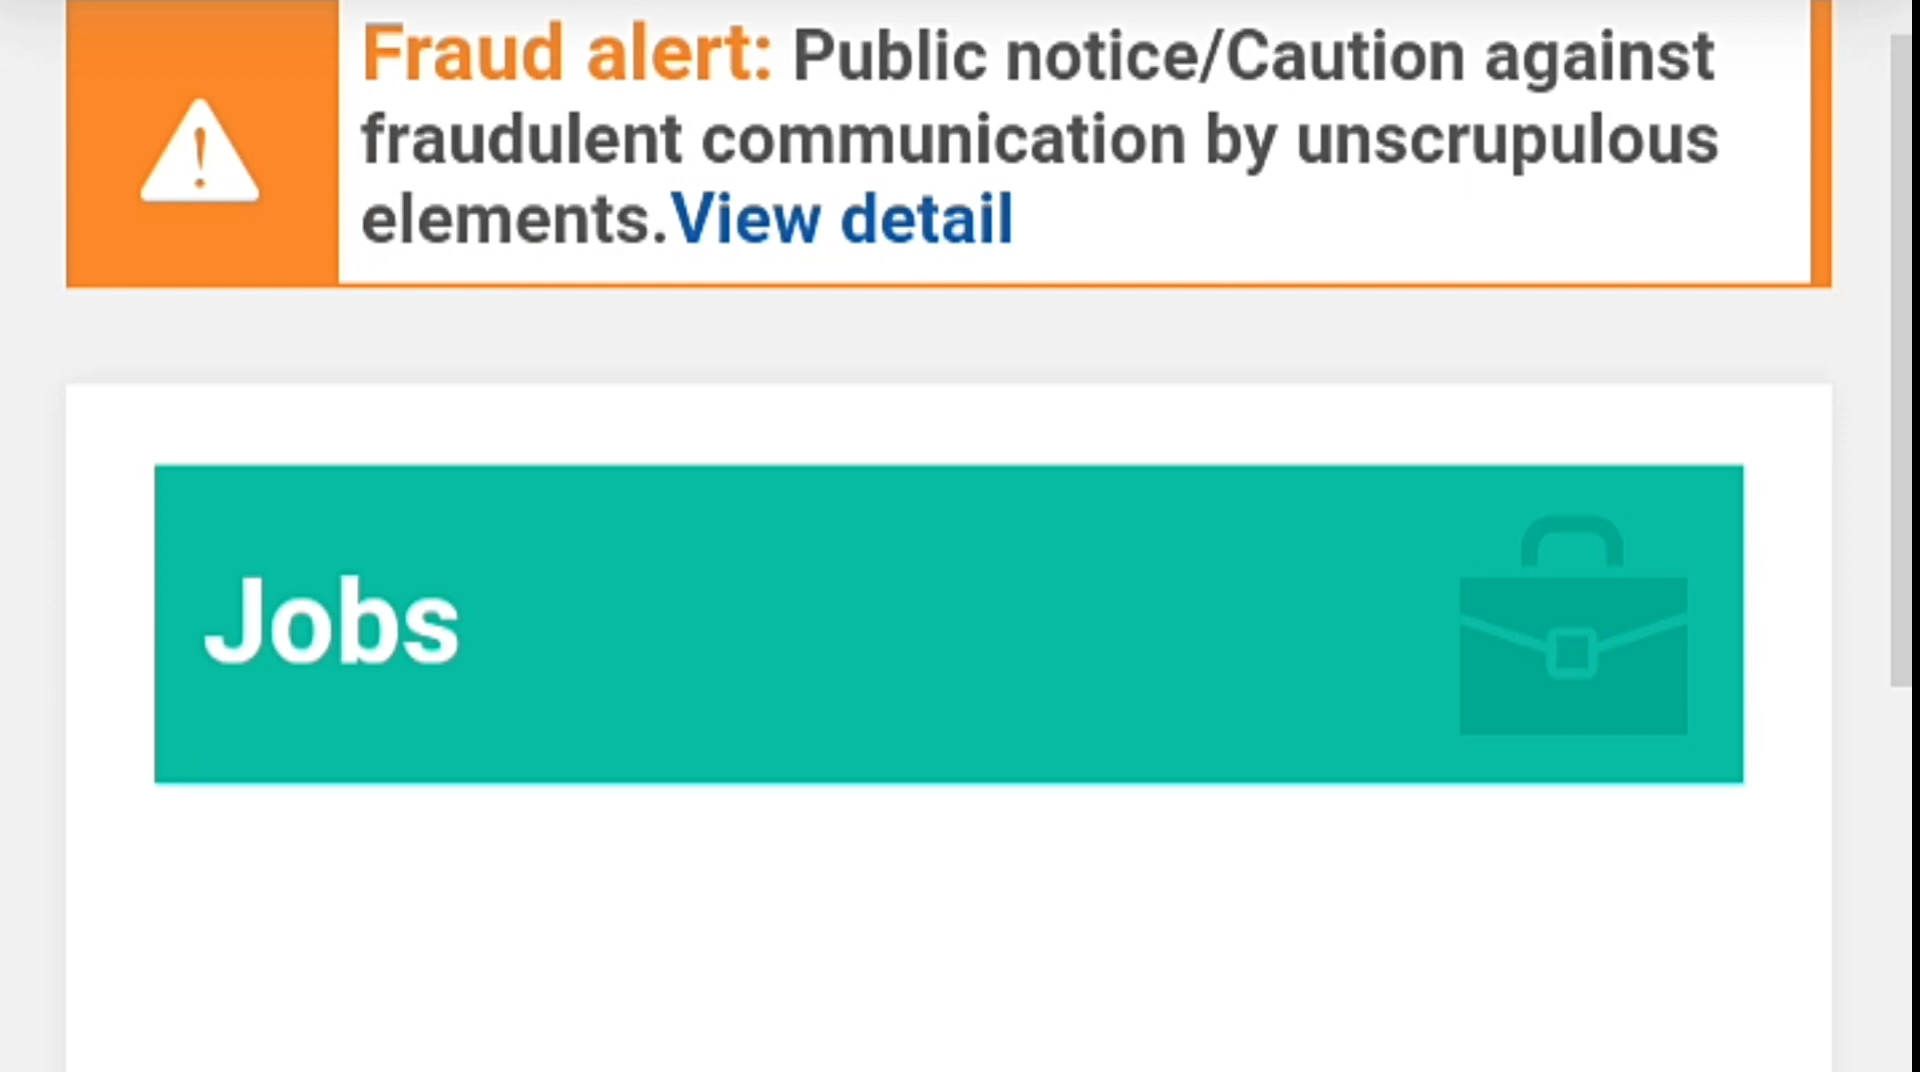 Fraud alert: Public notice/Caution against
fraudulent communication by unscrupulous
elements.View detail
Jobs